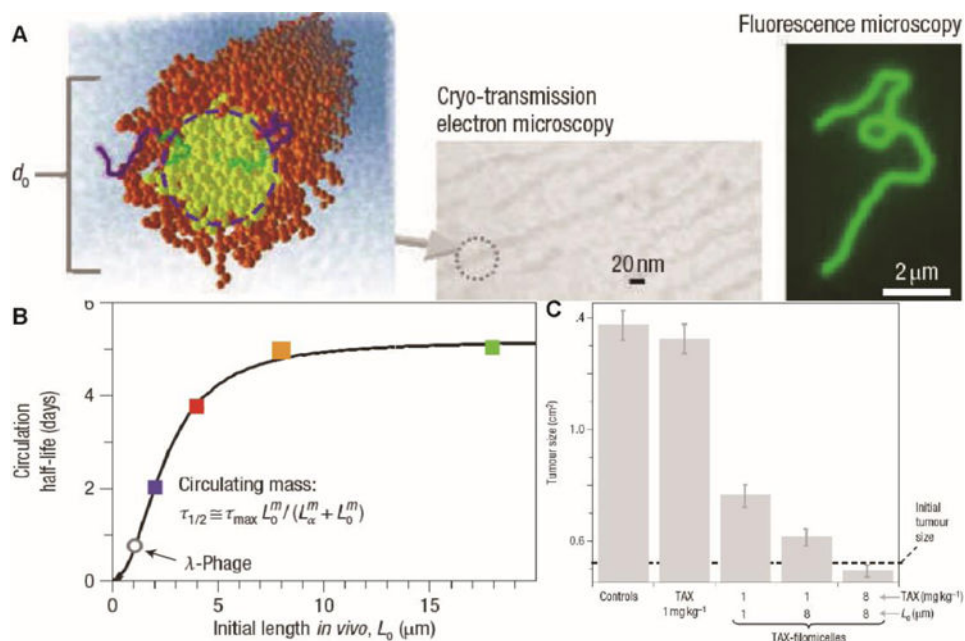 A
d₀
Cryo-transmission
electron microscopy
20 nm
Fluorescence microscopy
2 μm
B
6
4
2
0
Circulation
half-life (days)
Circulating mass:
τ₁/₂ ≅ τmax L₀ᵐ/(Lαᵐ + L₀ᵐ)
λ-Phage
0 5 10 15
Initial length in vivo, L₀ (μm)
C
.4
1.0
0.6
Tumour size (cm²)
Initial
tumour
size
Controls TAX 1 1 8 TAX (mg kg⁻¹)
1 mg kg⁻¹ 1 8 8 L₀ (μm)
TAX-filomicelles